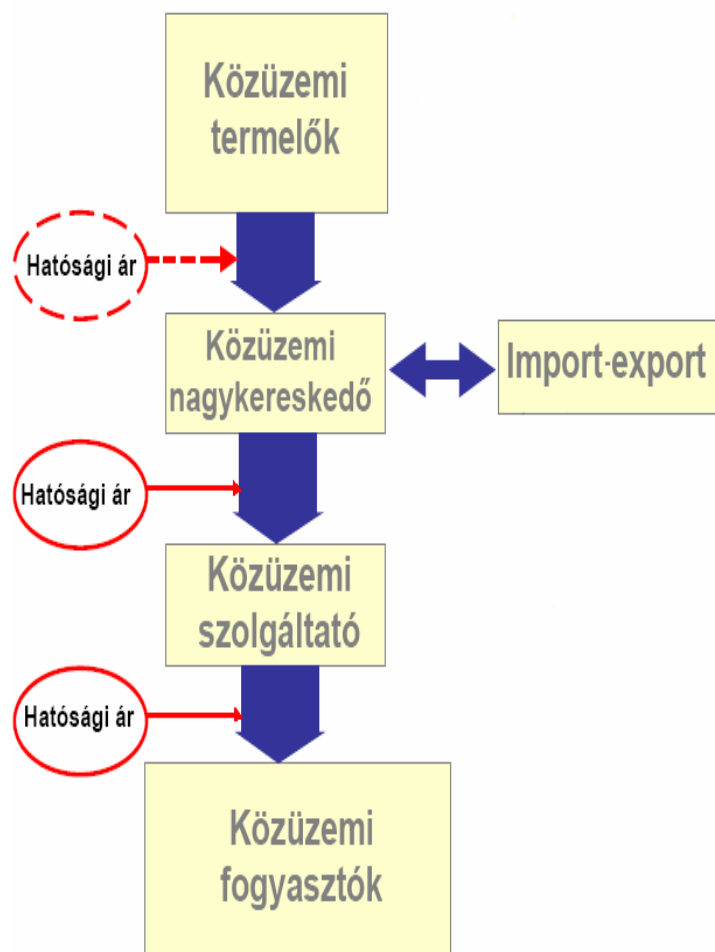 Közüzemi
termelők
Hatósági ár
Közüzemi
nagykereskedő
Import-export
Hatósági ár
Közüzemi
szolgáltató
Hatósági ár
Közüzemi
fogyasztók